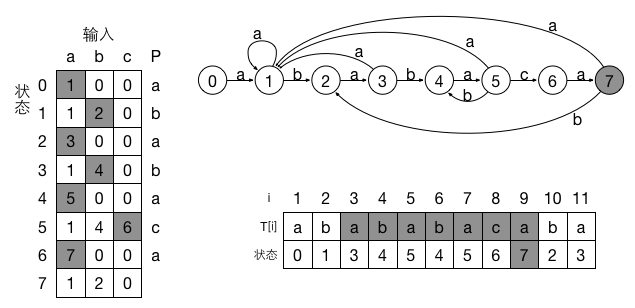 输入
a b c P
状态
0 1 0 0 a
1 1 2 0 b
2 3 0 0 a
3 1 4 0 b
4 5 0 0 a
5 1 4 6 c
6 7 0 0 a
7 1 2 0
a
a
a
a
0 a 1 b 2 a 3 b 4 a 5 c 6 a 7
b
b
i 1 2 3 4 5 6 7 8 9 10 11
T[i] a b a b a b a c a b a
状态 0 1 3 4 5 4 5 6 7 2 3